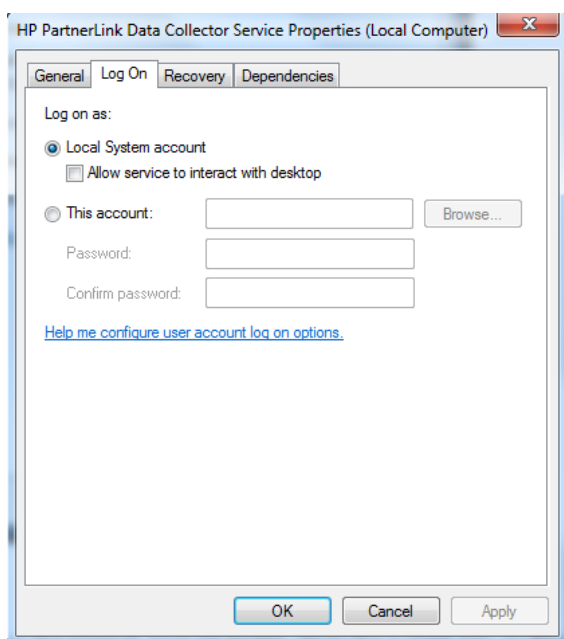 HP PartnerLink Data Collector Service Properties (Local Computer)
General Log On Recovery Dependencies
Log on as:
Local System account
Allow service to interact with desktop
This account: Browse...
Password:
Confirm password:
Help me configure user account log on options.
OK Cancel Apply